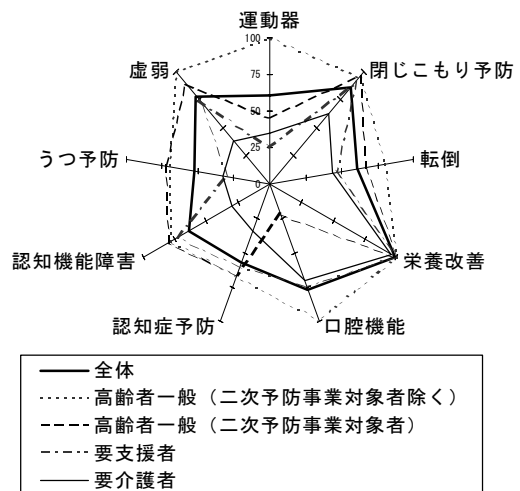 運動器
100
75
50
25
0
閉じこもり予防
転倒
栄養改善
口腔機能
認知症予防
認知機能障害
うつ予防
虚弱
全体
高齢者一般（二次予防事業対象者除く）
高齢者一般（二次予防事業対象者）
要支援者
要介護者